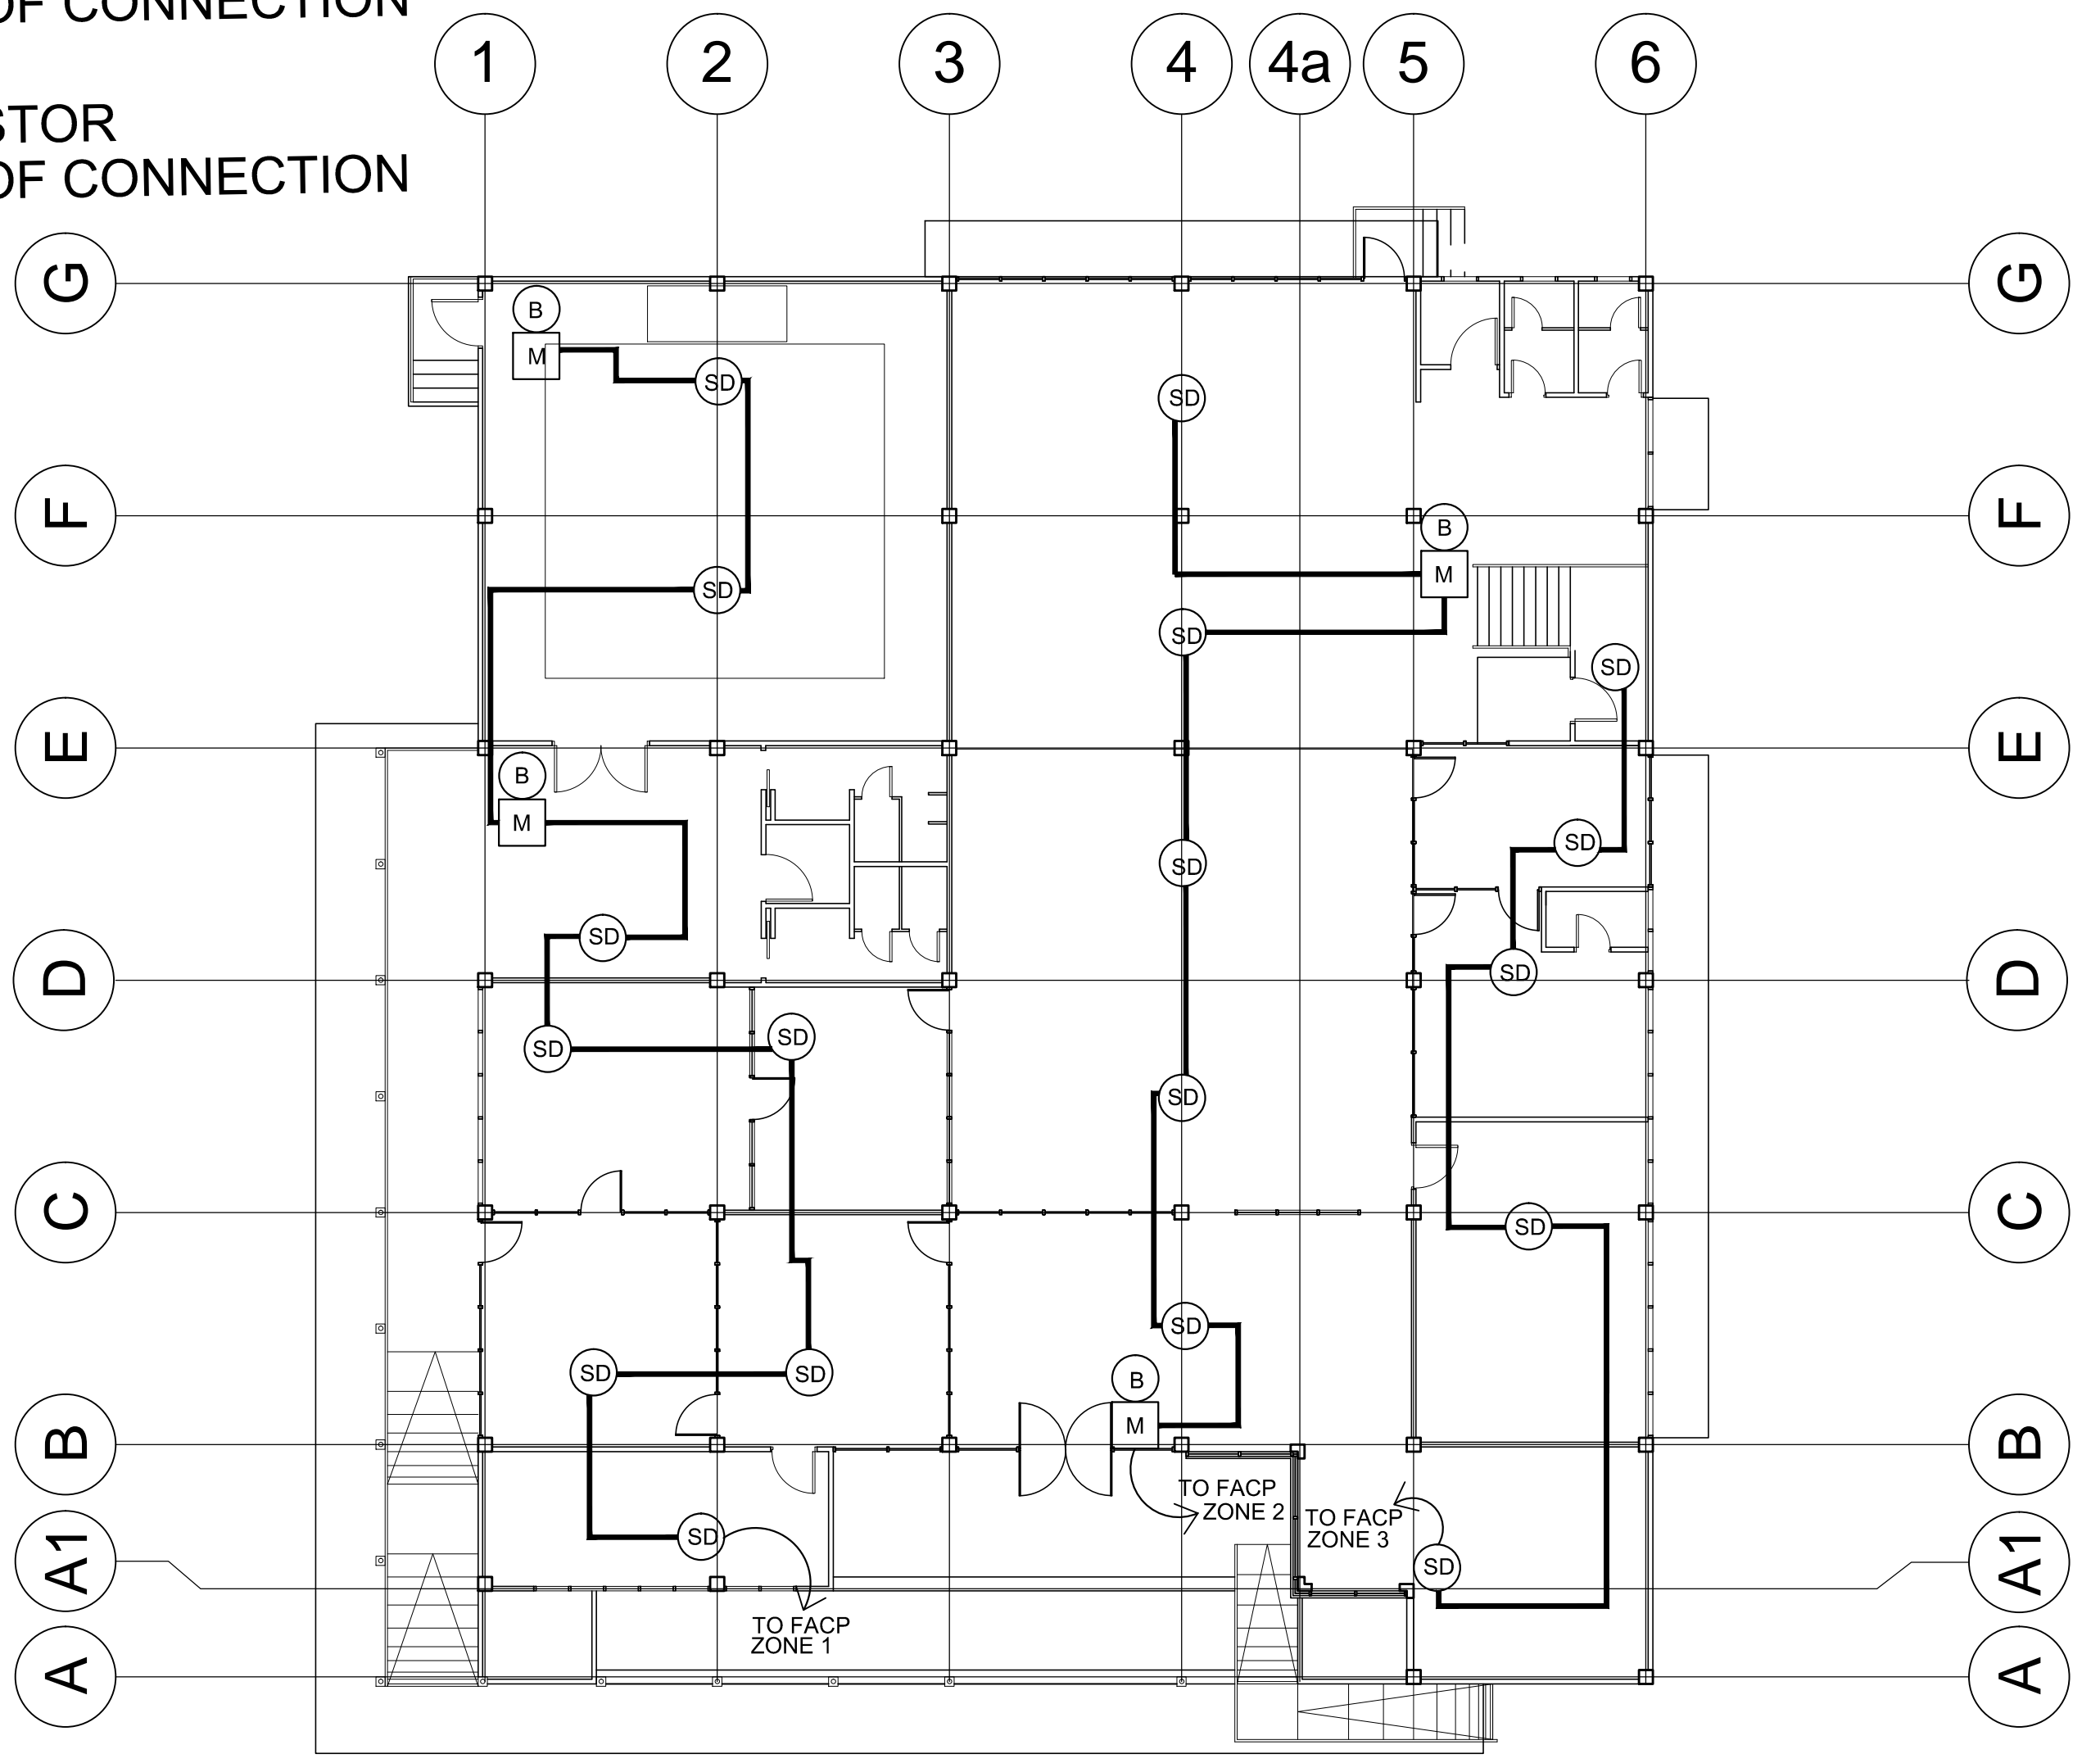 OF CONNECTION
STOR
OF CONNECTION
1 2 3 4 4a 5 6
G G
B
M
SD
SD
F F
B
SD
M
SD
SD
E E
B
M
SD
SD
SD
SD
D D
SD
SD
SD
C C
SD
SD
SD
SD
B
M
B B
TO FACP
ZONE 2
TO FACP
ZONE 3
SD
SD
A1 A1
TO FACP
ZONE 1
A A